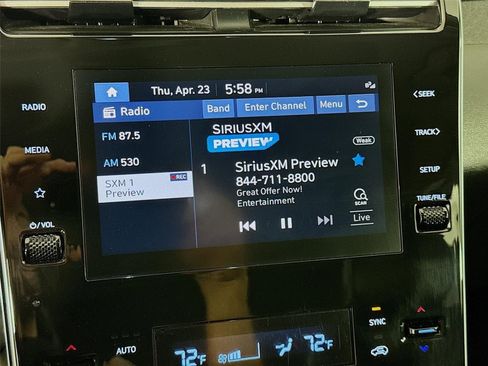 Thu, Apr. 23 5:58 PM
Radio Band Enter Channel Menu
RADIO
MEDIA
/VOL
FM 87.5
AM 530
SXM 1
REC
Preview
SIRIUSXM
PREVIEW
Weak
1 SiriusXM Preview
844-711-8800
Great Offer Now!
Entertainment
SCAN
Live
<SEEK
TRACK>
SETUP
TUNE/FILE
AUTO
72°F
72°F
SYNC